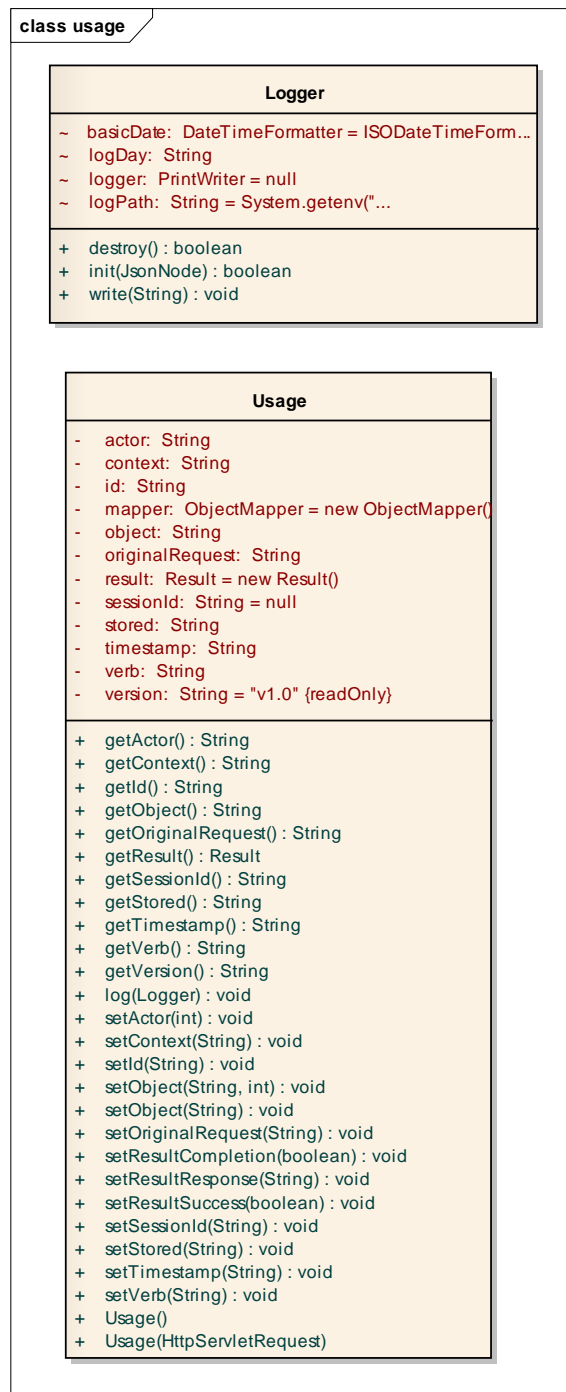 class usage
Logger
~ basicDate: DateTimeFormatter = ISODateTimeForm...
~ logDay: String
~ logger: PrintWriter = null
~ logPath: String = System.getenv("...
+ destroy() : boolean
+ init(JsonNode) : boolean
+ write(String) : void
Usage
- actor: String
- context: String
- id: String
- mapper: ObjectMapper = new ObjectMapper()
- object: String
- originalRequest: String
- result: Result = new Result()
- sessionId: String = null
- stored: String
- timestamp: String
- verb: String
- version: String = "v1.0" {readOnly}
+ getActor() : String
+ getContext() : String
+ getId() : String
+ getObject() : String
+ getOriginalRequest() : String
+ getResult() : Result
+ getSessionId() : String
+ getStored() : String
+ getTimestamp() : String
+ getVerb() : String
+ getVersion() : String
+ log(Logger) : void
+ setActor(int) : void
+ setContext(String) : void
+ setId(String) : void
+ setObject(String, int) : void
+ setObject(String) : void
+ setOriginalRequest(String) : void
+ setResultCompletion(boolean) : void
+ setResultResponse(String) : void
+ setResultSuccess(boolean) : void
+ setSessionId(String) : void
+ setStored(String) : void
+ setTimestamp(String) : void
+ setVerb(String) : void
+ Usage()
+ Usage(HttpServletRequest)